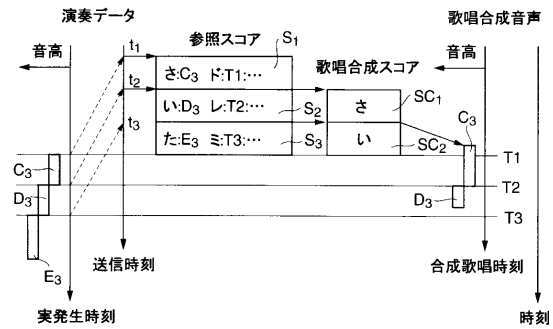 演奏データ
歌唱合成音声
音高
t1
参照スコア
S1
音高
さ:C3 ド:T1:…
歌唱合成スコア
t2
い:D3 レ:T2:…
S2
さ
SC1
C3
t3
た:E3 ミ:T3:…
S3
い
SC2
T1
C3
T2
D3
D3
T3
E3
送信時刻
合成歌唱時刻
実発生時刻
時刻